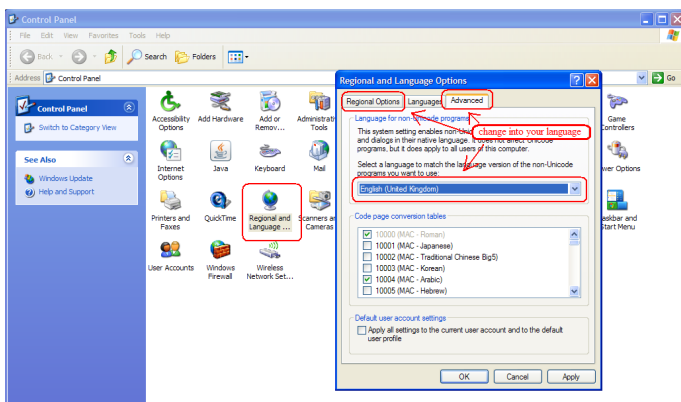 Control Panel
File Edit View Favorites Tools Help
Back Search Folders
Address Control Panel Go
Control Panel
Switch to Category View
See Also
Windows Update
Help and Support
Accessibility Options
Add Hardware
Add or Remov...
Administrati
Tools
Internet Options
Java
Keyboard
Mail
Printers and Faxes
QuickTime
Regional and Language ...
Scanners a
Cameras
User Accounts
Windows Firewall
Wireless Network Set...
Game
Controllers
wer Options
askbar and
Start Menu
Regional and Language Options
Regional Options Languages Advanced
Language for non-Unicode programs
This system setting enables non-Uni
and dialogs in their native language. It does not affect Unicode
programs, but it does apply to all users of this computer.
change into your language
Select a language to match the language version of the non-Unicode
programs you want to use:
English (United Kingdom)
Code page conversion tables
10000 (MAC - Roman)
10001 (MAC - Japanese)
10002 (MAC - Traditional Chinese Big5)
10003 (MAC - Korean)
10004 (MAC - Arabic)
10005 (MAC - Hebrew)
Default user account settings
Apply all settings to the current user account and to the default
user profile
OK Cancel Apply